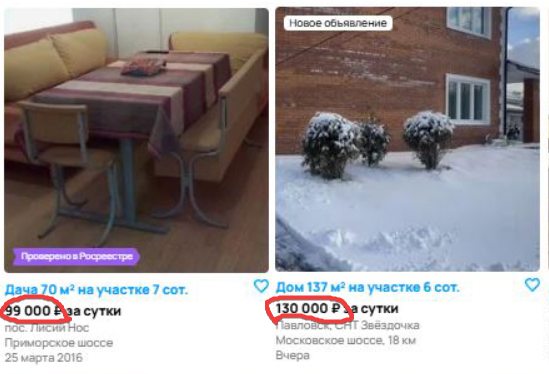 Новое объявление
Проверено в Росреестре
Дача 70 м² на участке 7 сот.
99 000 ₽ за сутки
пос. Лисий Нос
Приморское шоссе
25 марта 2016
Дом 137 м² на участке 6 сот.
130 000 ₽ за сутки
Павловск, СНТ Звёздочка
Московское шоссе, 18 км
Вчера